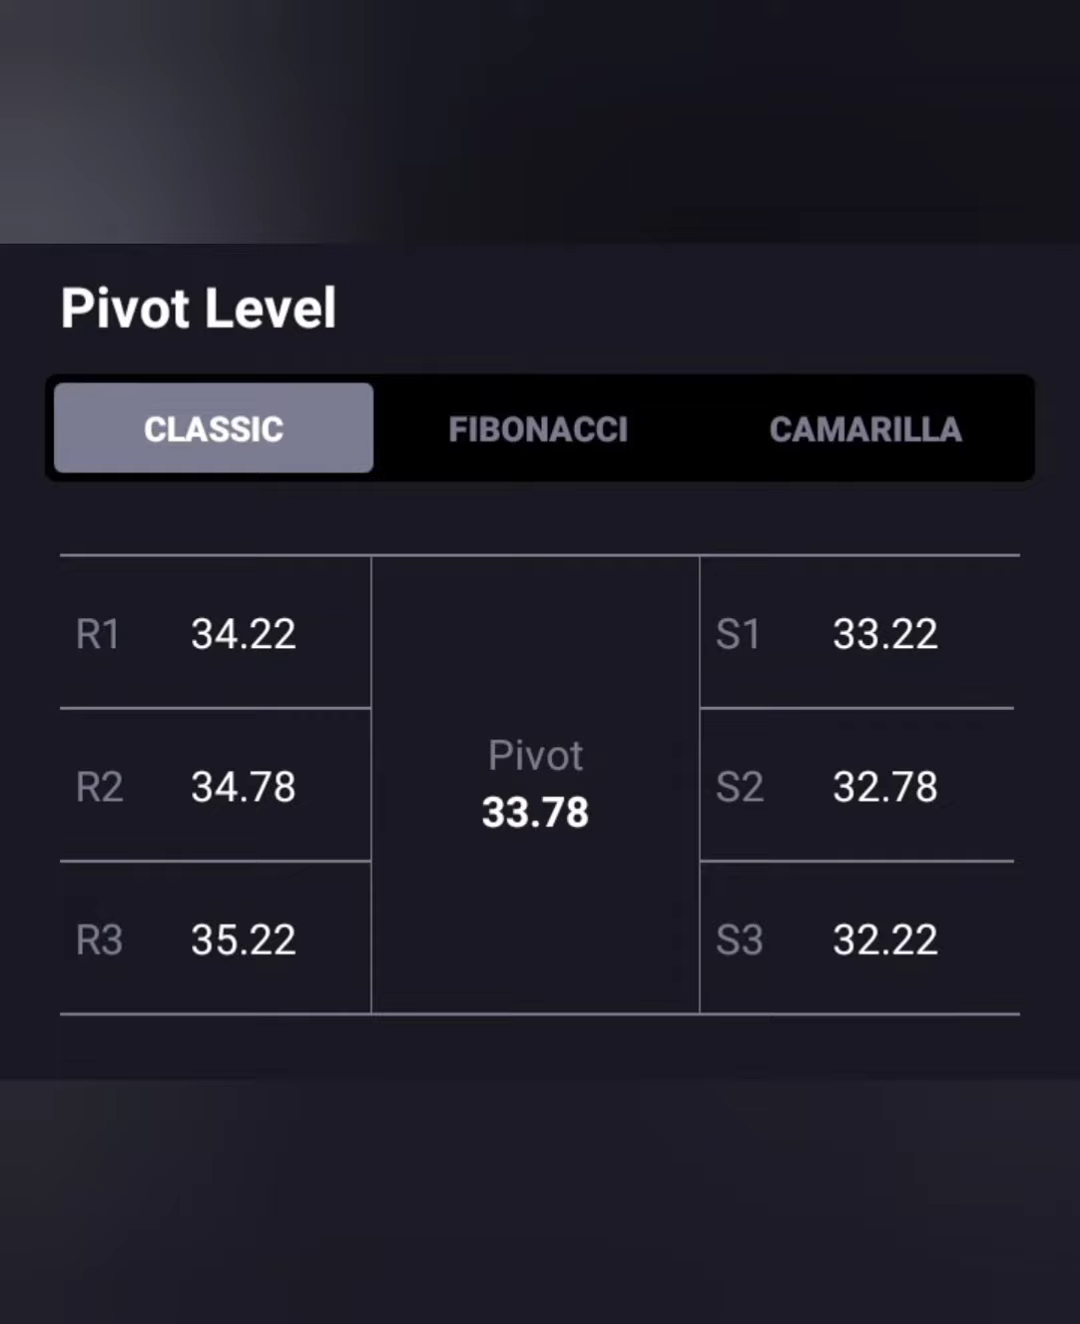 Pivot Level
CLASSIC FIBONACCI CAMARILLA
R1 34.22
R2 34.78
R3 35.22
Pivot
33.78
S1 33.22
S2 32.78
S3 32.22